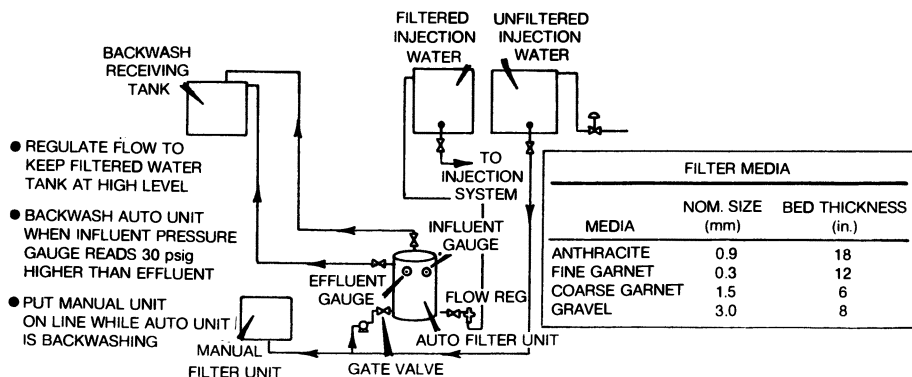 FILTERED
INJECTION
WATER
UNFILTERED
INJECTION
WATER
BACKWASH
RECEIVING
TANK
● REGULATE FLOW TO
KEEP FILTERED WATER
TANK AT HIGH LEVEL
● BACKWASH AUTO UNIT
WHEN INFLUENT PRESSURE
GAUGE READS 30 psig
HIGHER THAN EFFLUENT
● PUT MANUAL UNIT
ON LINE WHILE AUTO UNIT
IS BACKWASHING
TO
INJECTION
SYSTEM
INFLUENT
GAUGE
EFFLUENT
GAUGE
FLOW REG
AUTO FILTER UNIT
MANUAL
FILTER UNIT
GATE VALVE
FILTER MEDIA
MEDIA NOM. SIZE (mm) BED THICKNESS (in.)
ANTHRACITE 0.9 18
FINE GARNET 0.3 12
COARSE GARNET 1.5 6
GRAVEL 3.0 8